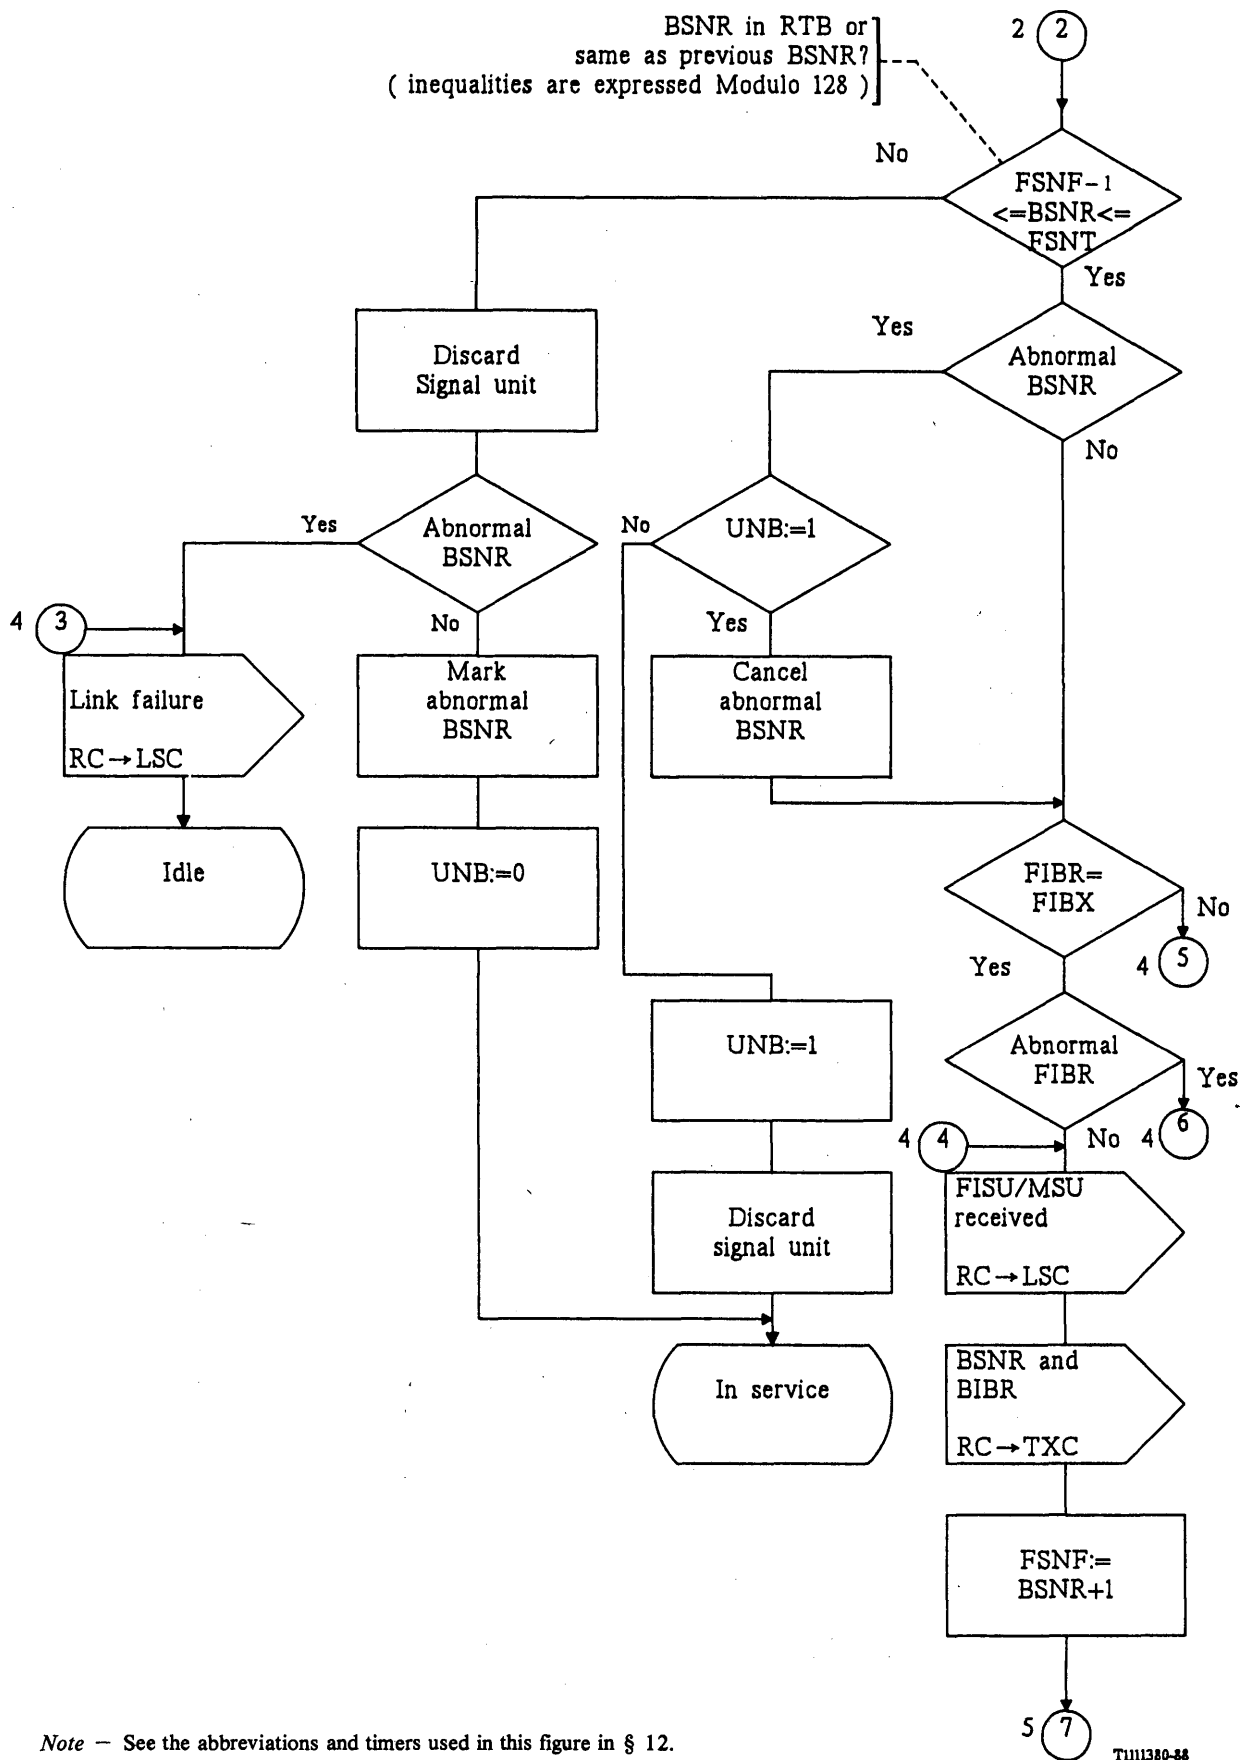 BSNR in RTB or
same as previous BSNR?
( inequalities are expressed Modulo 128 )
2 2
No
FSNF-1
<=BSNR<=
FSNT
Yes
Discard
Signal unit
Yes
Abnormal
BSNR
No
Yes
Abnormal
BSNR
No
No
UNB:=1
Yes
4 3
Link failure
RC→LSC
Mark
abnormal
BSNR
Cancel
abnormal
BSNR
Idle
UNB:=0
FIBR=
FIBX
No
4 5
Yes
UNB:=1
Abnormal
FIBR
Yes
4 6
4 4
No
Discard
signal unit
FISU/MSU
received
RC→LSC
In service
BSNR and
BIBR
RC→TXC
FSNF:=
BSNR+1
5 7
Note — See the abbreviations and timers used in this figure in § 12.
T1111380-88